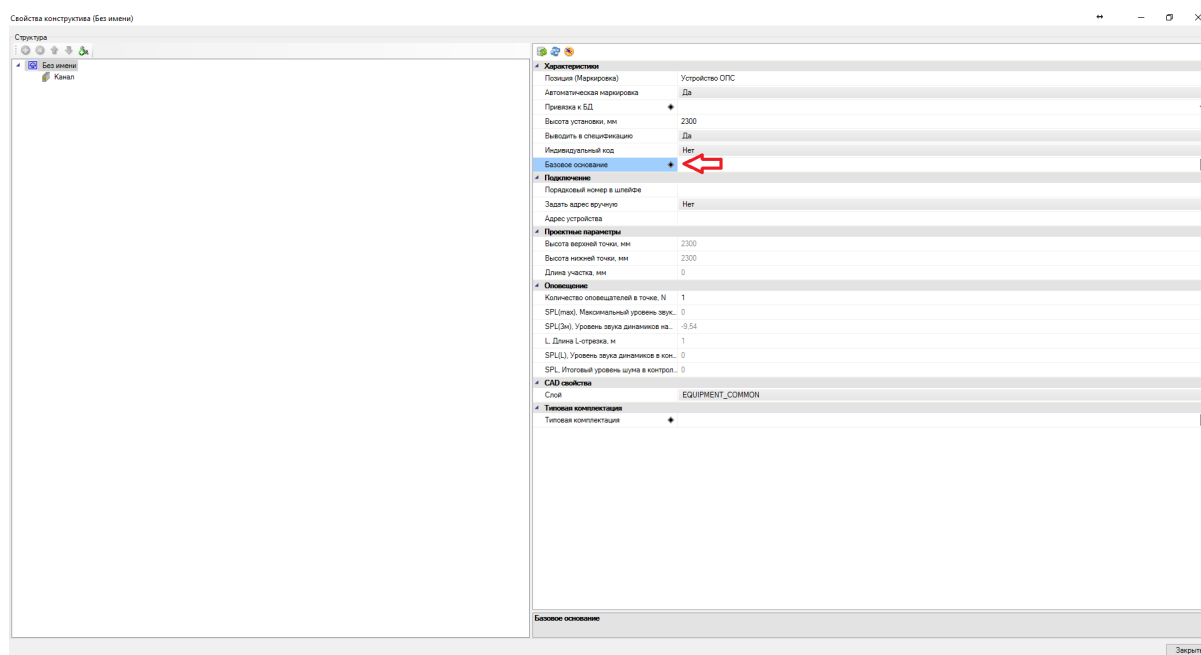 Свойства конструктива (Без имени)
Структура
Без имени
Канал
Характеристики
Позиция (Маркировка) Устройство ОПС
Автоматическая маркировка Да
Привязка к БД
Высота установки, мм 2300
Выводить в спецификацию Да
Индивидуальный код Нет
Базовое основание
Подключение
Порядковый номер в шлейфе
Задать адрес вручную Нет
Адрес устройства
Проектные параметры
Высота верхней точки, мм 2300
Высота нижней точки, мм 2300
Длина участка, мм 0
Оповещение
Количество оповещателей в точке, N 1
SPL(max), Максимальный уровень звук... 0
SPL(3м), Уровень звука динамиков на... -9,54
L, Длина L-отрезка, м 1
SPL(L), Уровень звука динамиков в кон... 0
SPL, Итоговый уровень шума в контрол... 0
CAD свойства
Слой EQUIPMENT_COMMON
Типовая комплектация
Типовая комплектация
Базовое основание
Закрыть